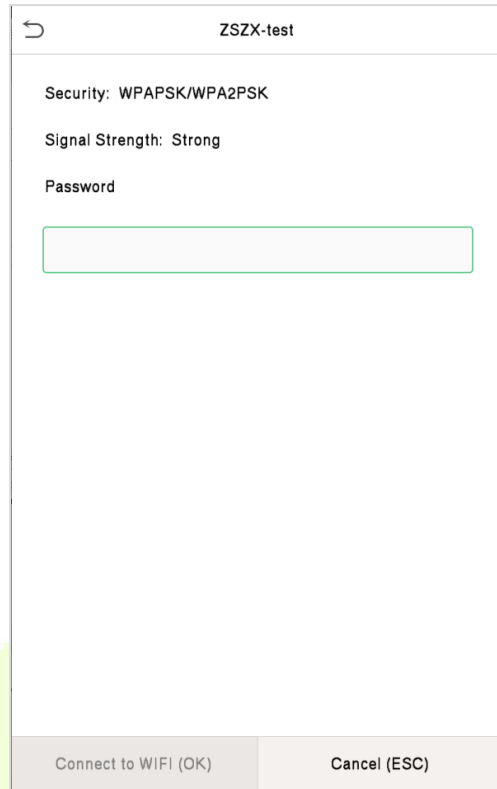 ZSZX-test
Security: WPAPSK/WPA2PSK
Signal Strength: Strong
Password
Connect to WIFI (OK)
Cancel (ESC)